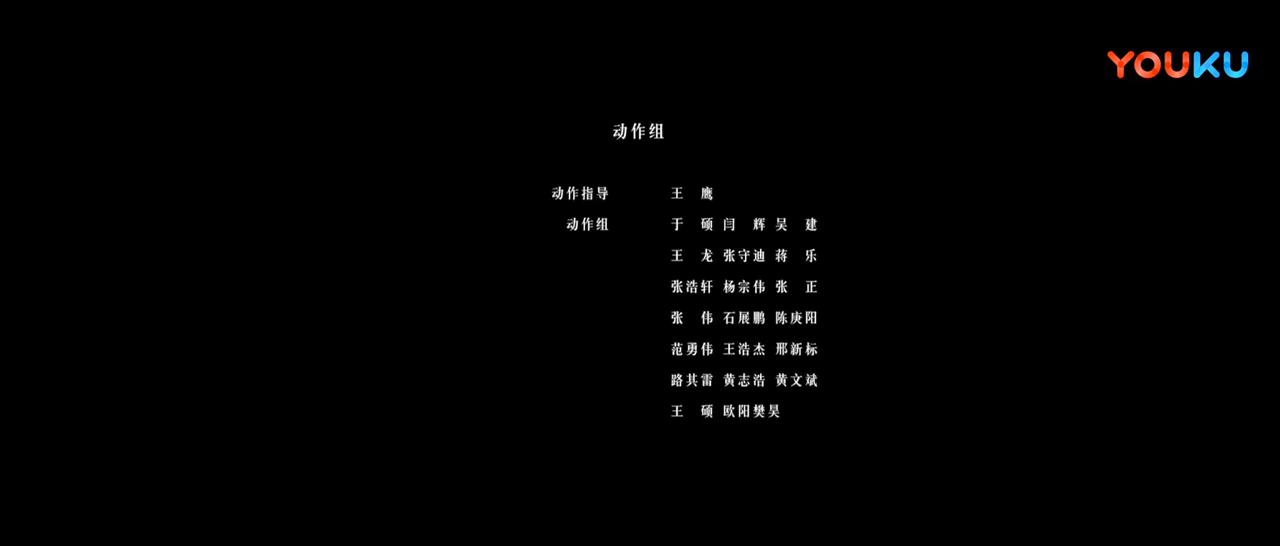 YOUKU
动作组
动作指导 王 鹰
动作组 于 硕 闫 辉 吴 建
王 龙 张守迪 蒋 乐
张浩轩 杨宗伟 张 正
张 伟 石展鹏 陈庚阳
范勇伟 王浩杰 邢新标
路其雷 黄志浩 黄文斌
王 硕 欧阳樊昊